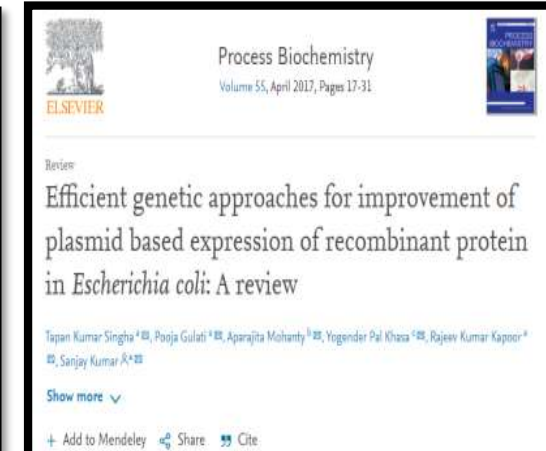 Process Biochemistry
Volume 55, April 2017, Pages 17-31
ELSEVIER
PROCESS
BIOCHEMISTRY
Review
Efficient genetic approaches for improvement of
plasmid based expression of recombinant protein
in Escherichia coli: A review
Tapan Kumar Singha a, Pooja Gulati a, Aparajita Mohanty b, Yogender Pal Khasa c, Rajeev Kumar Kapoor a
, Sanjay Kumar a
Show more
+ Add to Mendeley Share Cite